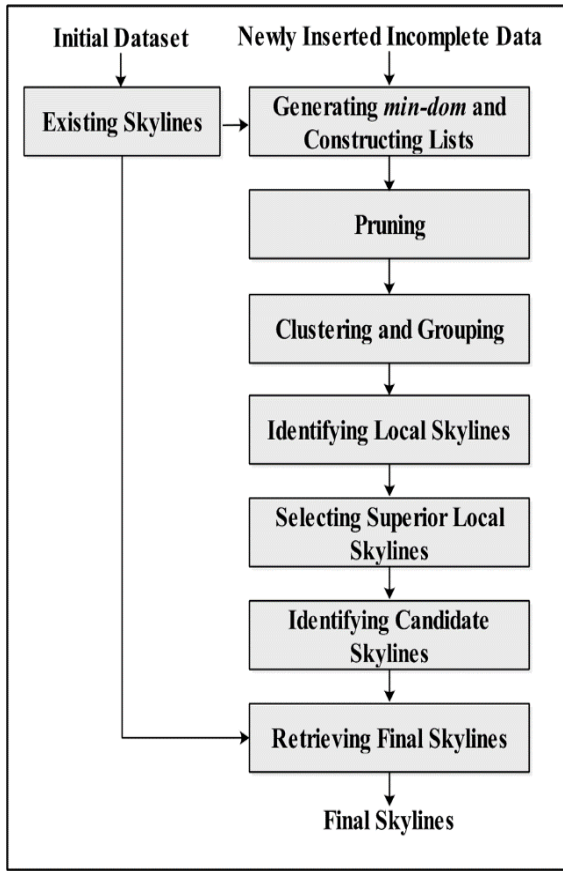 Initial Dataset
Newly Inserted Incomplete Data
Existing Skylines
Generating min-dom and
Constructing Lists
Pruning
Clustering and Grouping
Identifying Local Skylines
Selecting Superior Local
Skylines
Identifying Candidate
Skylines
Retrieving Final Skylines
Final Skylines